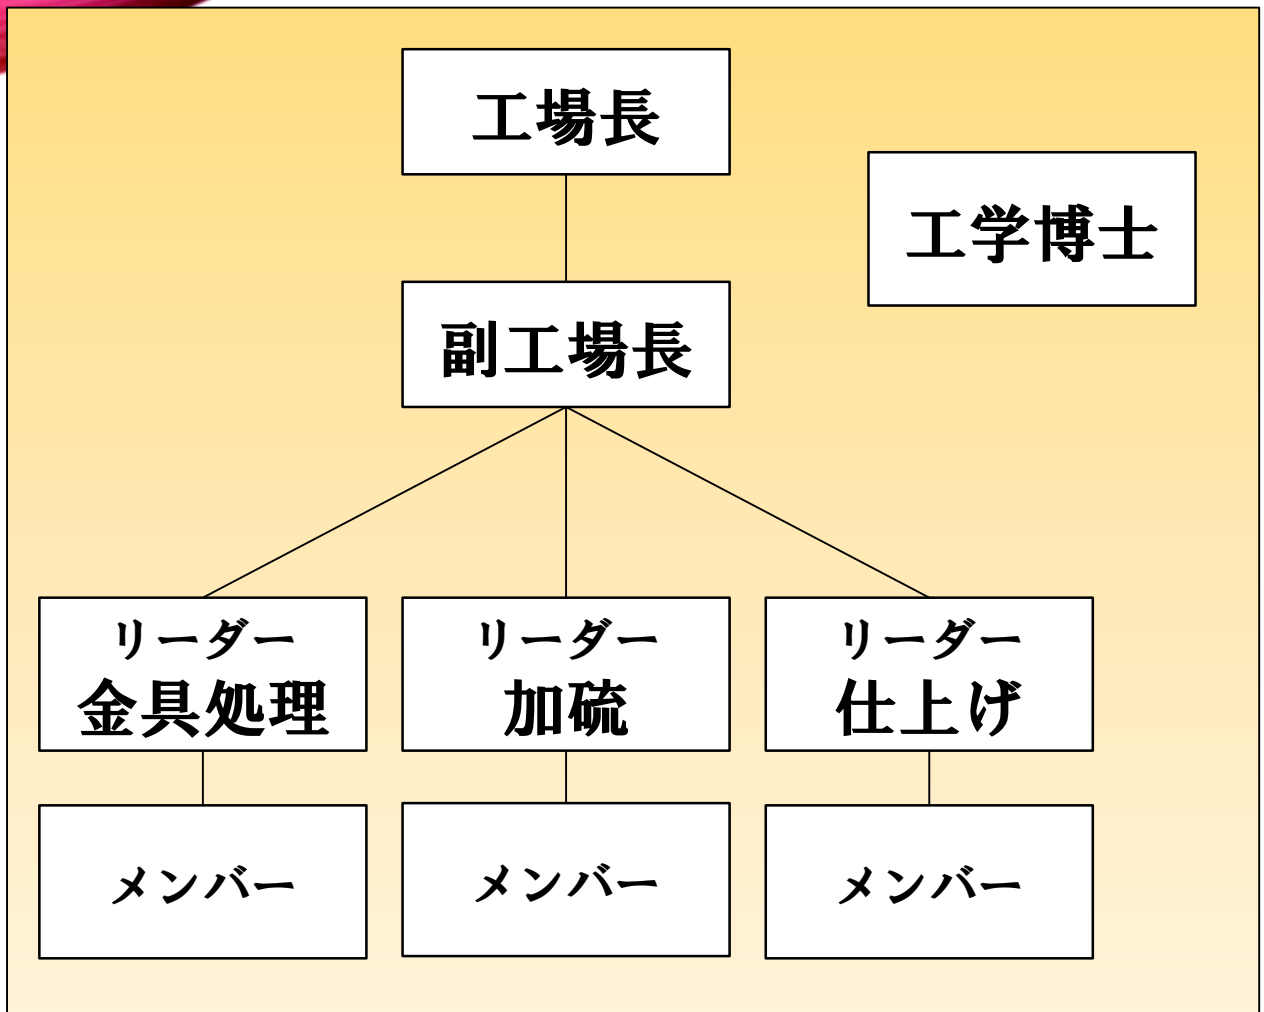 工場長
工学博士
副工場長
リーダー
金具処理
リーダー
加硫
リーダー
仕上げ
メンバー
メンバー
メンバー